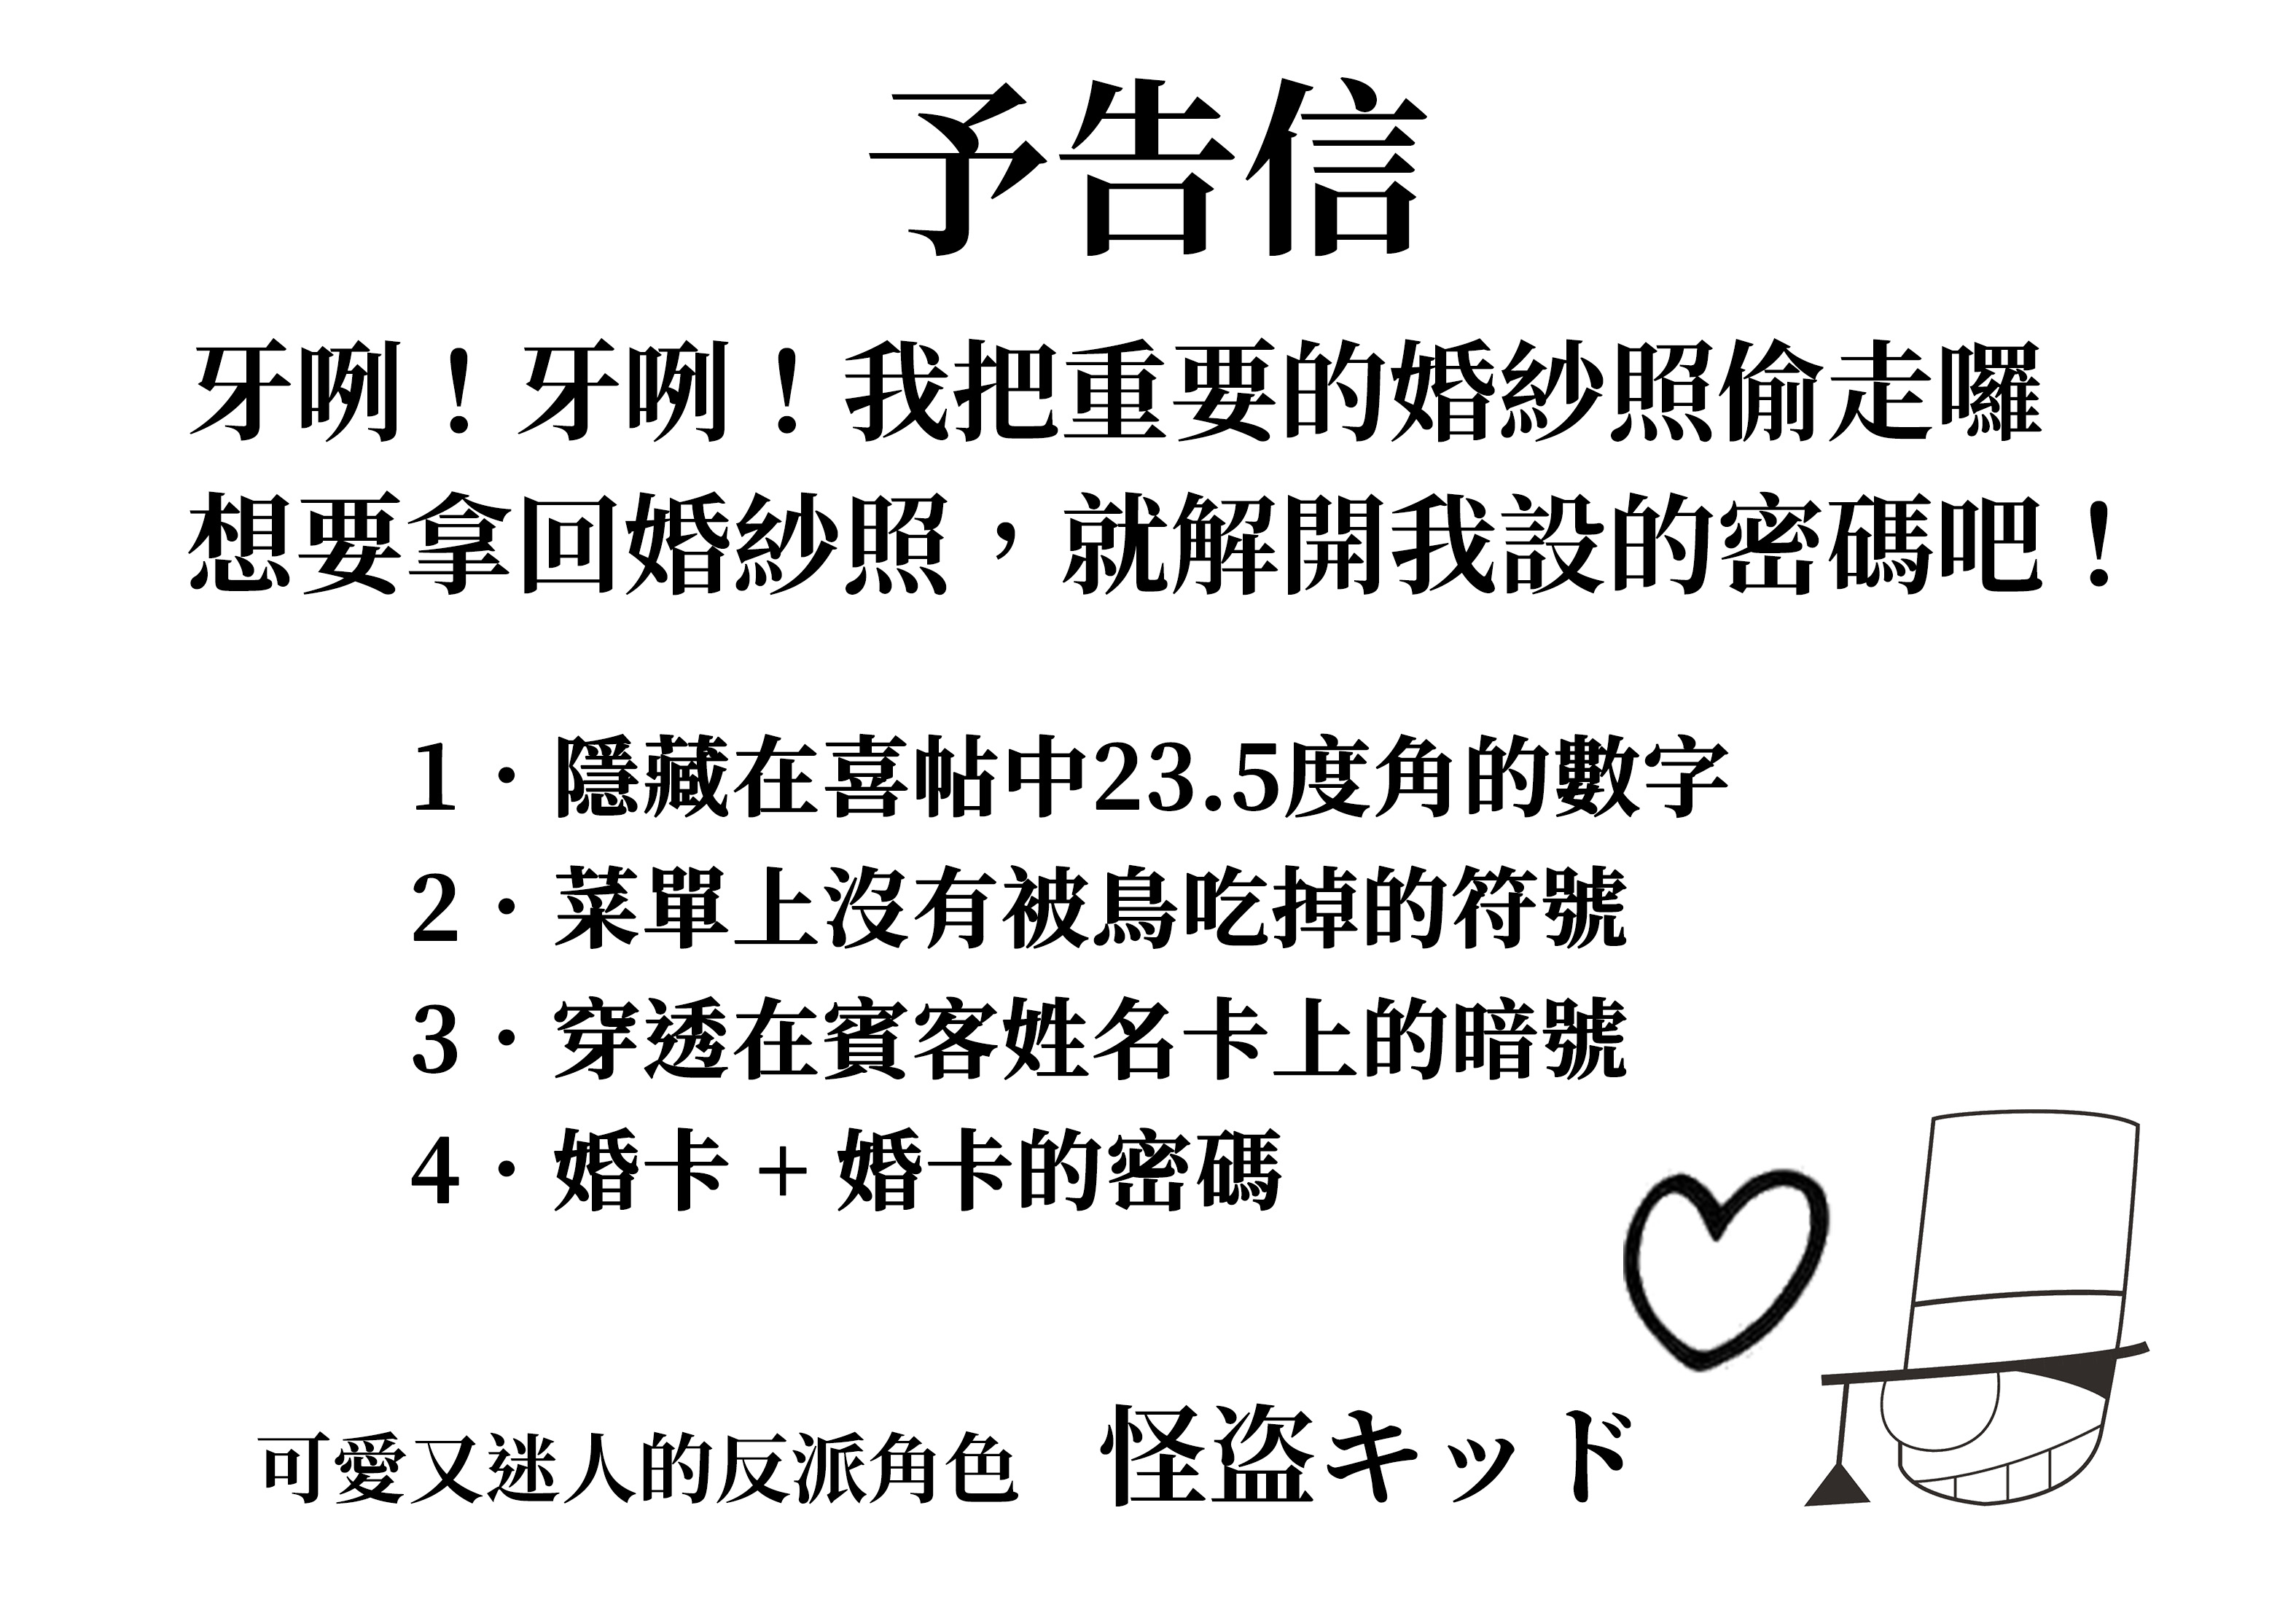 予告信
牙咧！牙咧！我把重要的婚紗照偷走囉
想要拿回婚紗照，就解開我設的密碼吧！
1・隱藏在喜帖中23.5度角的數字
2・菜單上沒有被鳥吃掉的符號
3・穿透在賓客姓名卡上的暗號
4・婚卡 + 婚卡的密碼
可愛又迷人的反派角色 怪盗キッド